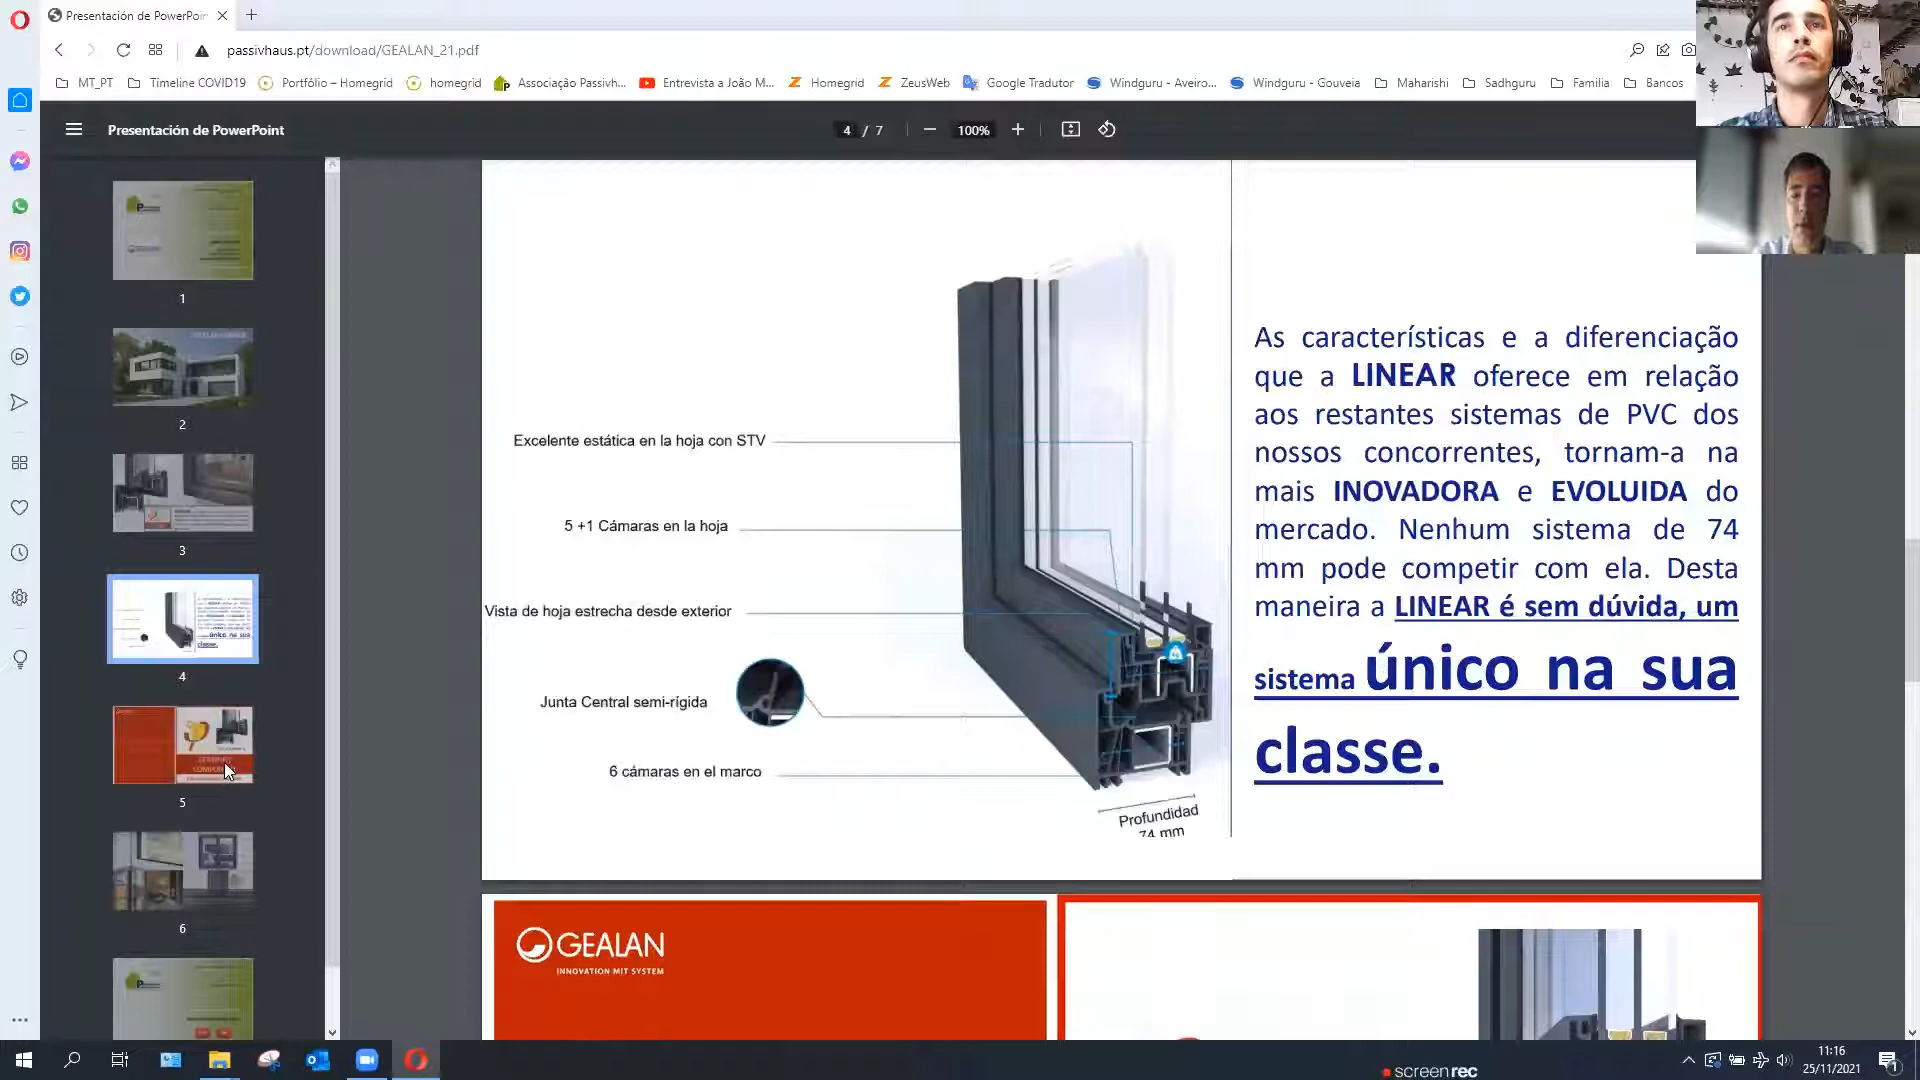 Presentación de PowerPoi
passivhaus.pt/download/GEALAN_21.pdf
MT_PT
Timeline COVID19
Portfólio – Homegrid
homegrid
Associação Passivh...
Entrevista a João M...
Homegrid
ZeusWeb
Google Tradutor
Windguru - Aveiro...
Windguru - Gouveia
Maharishi
Sadhguru
Familia
Bancos
Presentación de PowerPoint
4 / 7
100%
1
2
3
4
5
6
Excelente estática en la hoja con STV
5 +1 Cámaras en la hoja
Vista de hoja estrecha desde exterior
Junta Central semi-rígida
6 cámaras en el marco
Profundidad
74 mm
As características e a diferenciação
que a LINEAR oferece em relação
aos restantes sistemas de PVC dos
nossos concorrentes, tornam-a na
mais INOVADORA e EVOLUIDA do
mercado. Nenhum sistema de 74
mm pode competir com ela. Desta
maneira a LINEAR é sem dúvida, um
sistema único na sua
classe.
GEALAN
INNOVATION MIT SYSTEM
11:16
25/11/2021
screenrec